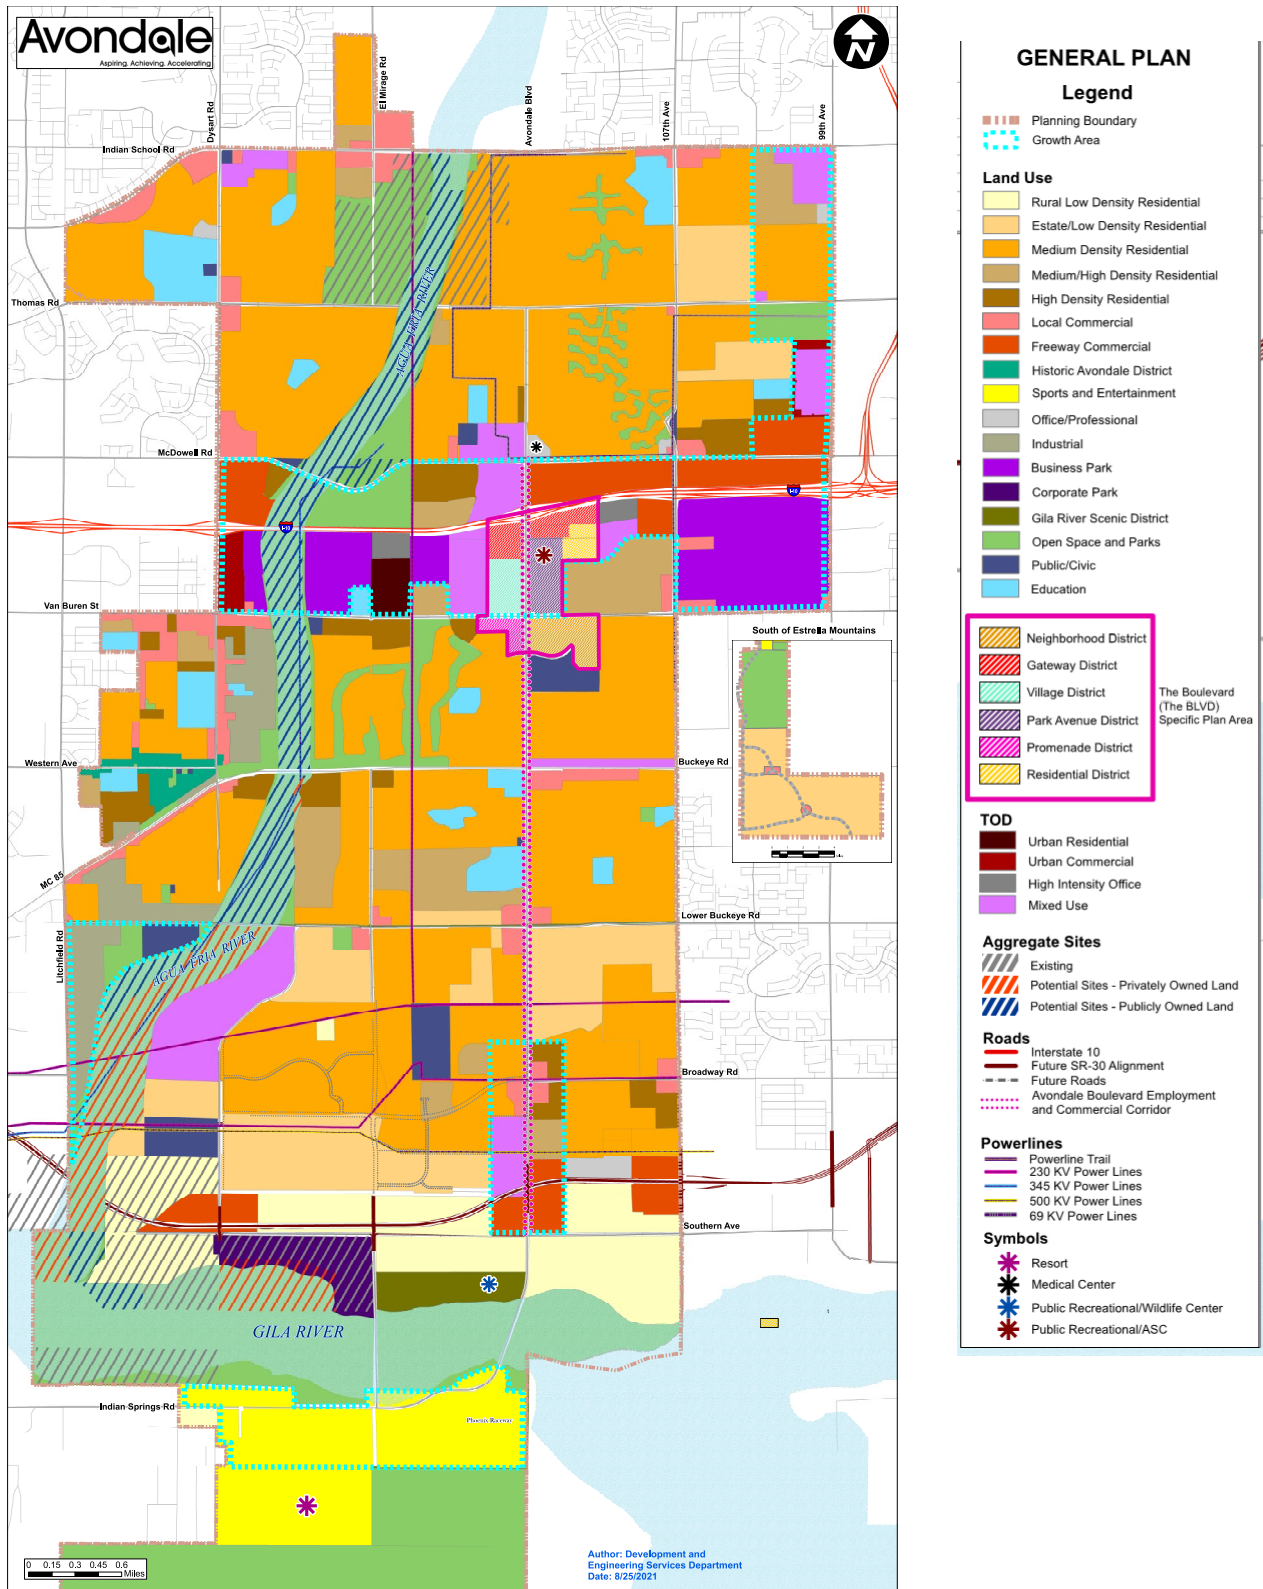 Avondale
Aspiring. Achieving. Accelerating
N
Dysart Rd
El Mirage Rd
Avondale Blvd
107th Ave
99th Ave
Indian School Rd
Thomas Rd
AGUA FRIA RIVER
McDowell Rd
I-10
I-10
Van Buren St
South of Estrella Mountains
Western Ave
Buckeye Rd
MC 85
Litchfield Rd
Lower Buckeye Rd
AGUA FRIA RIVER
Broadway Rd
Southern Ave
GILA RIVER
Indian Springs Rd
Phoenix Raceway
0 0.15 0.3 0.45 0.6
Miles
Author: Development and
Engineering Services Department
Date: 8/25/2021
GENERAL PLAN
Legend
Planning Boundary
Growth Area
Land Use
Rural Low Density Residential
Estate/Low Density Residential
Medium Density Residential
Medium/High Density Residential
High Density Residential
Local Commercial
Freeway Commercial
Historic Avondale District
Sports and Entertainment
Office/Professional
Industrial
Business Park
Corporate Park
Gila River Scenic District
Open Space and Parks
Public/Civic
Education
Neighborhood District
Gateway District
Village District
Park Avenue District
Promenade District
Residential District
The Boulevard
(The BLVD)
Specific Plan Area
TOD
Urban Residential
Urban Commercial
High Intensity Office
Mixed Use
Aggregate Sites
Existing
Potential Sites - Privately Owned Land
Potential Sites - Publicly Owned Land
Roads
Interstate 10
Future SR-30 Alignment
Future Roads
Avondale Boulevard Employment
and Commercial Corridor
Powerlines
Powerline Trail
230 KV Power Lines
345 KV Power Lines
500 KV Power Lines
69 KV Power Lines
Symbols
Resort
Medical Center
Public Recreational/Wildlife Center
Public Recreational/ASC